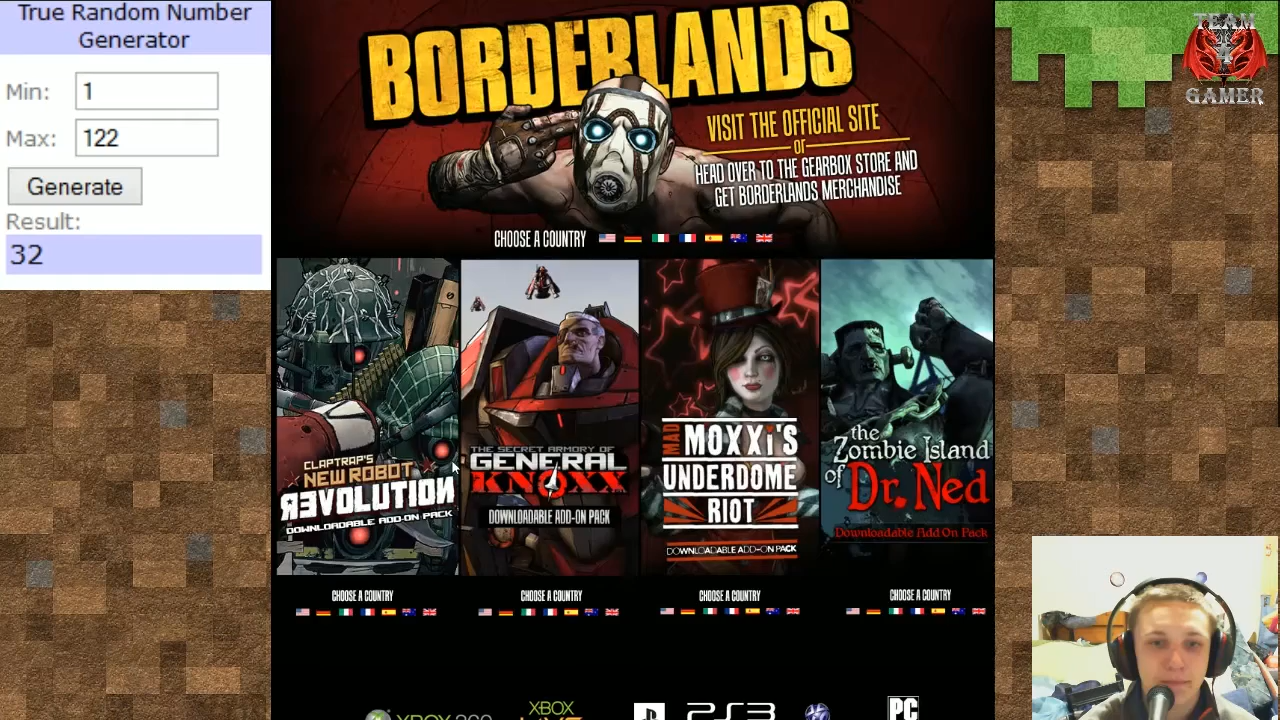 True Random Number
Generator
Min: 1
Max: 122
Generate
Result:
32
BORDERLANDS
VISIT THE OFFICIAL SITE
or
HEAD OVER TO THE GEARBOX STORE AND
GET BORDERLANDS MERCHANDISE
CHOOSE A COUNTRY
TEAM
GAMER
CLAPTRAP'S
NEW ROBOT
RЕVOLUTION
DOWNLOADABLE ADD-ON PACK
THE SECRET ARMORY OF
GENERAL
KNOXX
DOWNLOADABLE ADD-ON PACK
MAD MOXXi'S
UNDERDOME
RIOT
DOWNLOADABLE ADD-ON PACK
the
Zombie Island
of Dr. Ned
Downloadable Add On Pack
CHOOSE A COUNTRY
CHOOSE A COUNTRY
CHOOSE A COUNTRY
CHOOSE A COUNTRY
XBOX 360
XBOX
LIVE
PS3
PC